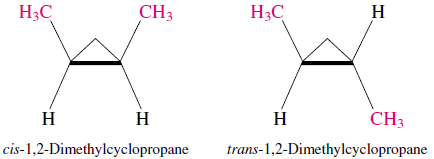 H₃C CH₃ H₃C H
H H H CH₃
cis-1,2-Dimethylcyclopropane trans-1,2-Dimethylcyclopropane